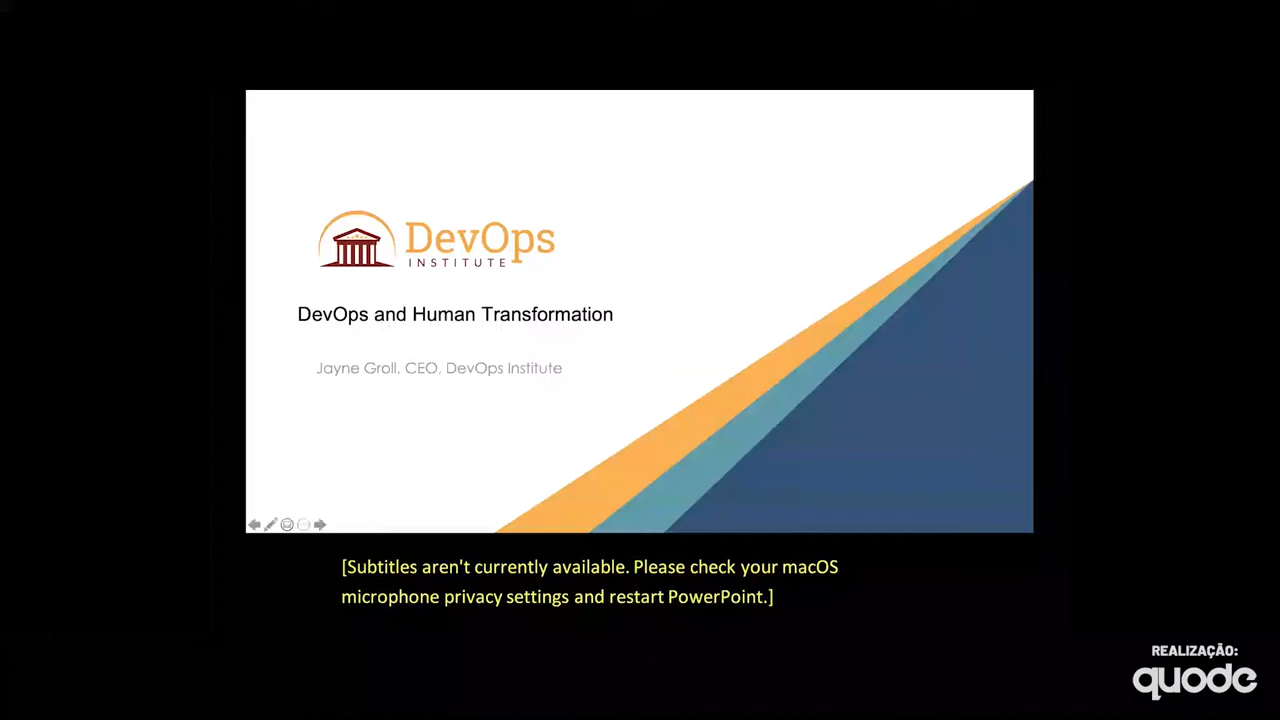 DevOps
INSTITUTE
DevOps and Human Transformation
Jayne Groll, CEO, DevOps Institute
[Subtitles aren't currently available. Please check your macOS
microphone privacy settings and restart PowerPoint.]
REALIZAÇÃO:
quode